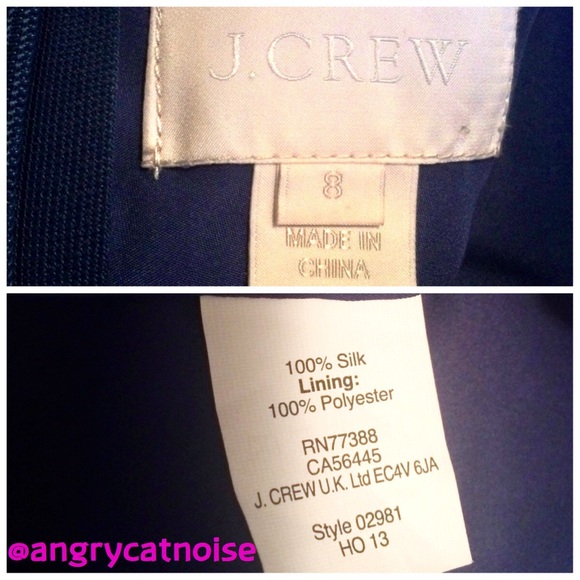 J.CREW
8
MADE IN
CHINA
100% Silk
Lining:
100% Polyester
RN77388
CA56445
J. CREW U.K. Ltd EC4V 6JA
Style 02981
HO 13
@angrycatnoise